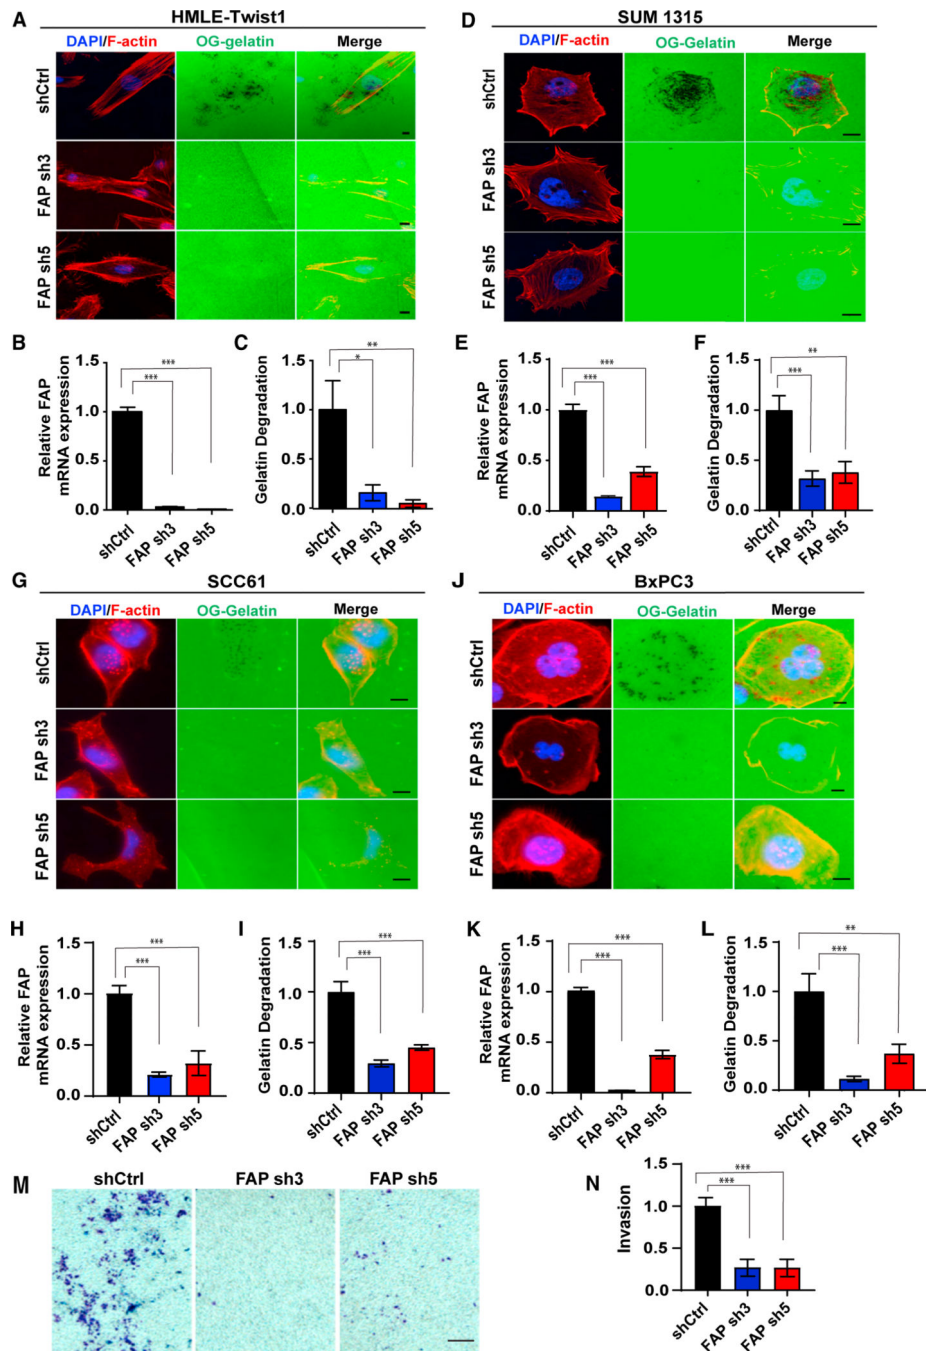 A
HMLE-Twist1
DAPI/F-actin OG-gelatin Merge
shCtrl
FAP sh3
FAP sh5
D
SUM 1315
DAPI/F-actin OG-Gelatin Merge
shCtrl
FAP sh3
FAP sh5
B
Relative FAP
mRNA expression
1.5
1.0
0.5
0.0
***
***
shCtrl
FAP sh3
FAP sh5
C
Gelatin Degradation
1.5
1.0
0.5
0.0
**
*
shCtrl
FAP sh3
FAP sh5
E
Relative FAP
mRNA expression
1.5
1.0
0.5
0.0
***
***
shCtrl
FAP sh3
FAP sh5
F
Gelatin Degradation
1.5
1.0
0.5
0.0
**
***
shCtrl
FAP sh3
FAP sh5
G
SCC61
DAPI/F-actin OG-Gelatin Merge
shCtrl
FAP sh3
FAP sh5
J
BxPC3
DAPI/F-actin OG-Gelatin Merge
shCtrl
FAP sh3
FAP sh5
H
Relative FAP
mRNA expression
1.5
1.0
0.5
0.0
***
***
shCtrl
FAP sh3
FAP sh5
I
Gelatin Degradation
1.5
1.0
0.5
0.0
***
***
shCtrl
FAP sh3
FAP sh5
K
Relative FAP
mRNA expression
1.5
1.0
0.5
0.0
***
***
shCtrl
FAP sh3
FAP sh5
L
Gelatin Degradation
1.5
1.0
0.5
0.0
**
***
shCtrl
FAP sh3
FAP sh5
M
shCtrl FAP sh3 FAP sh5
N
Invasion
1.5
1.0
0.5
0.0
***
***
shCtrl
FAP sh3
FAP sh5